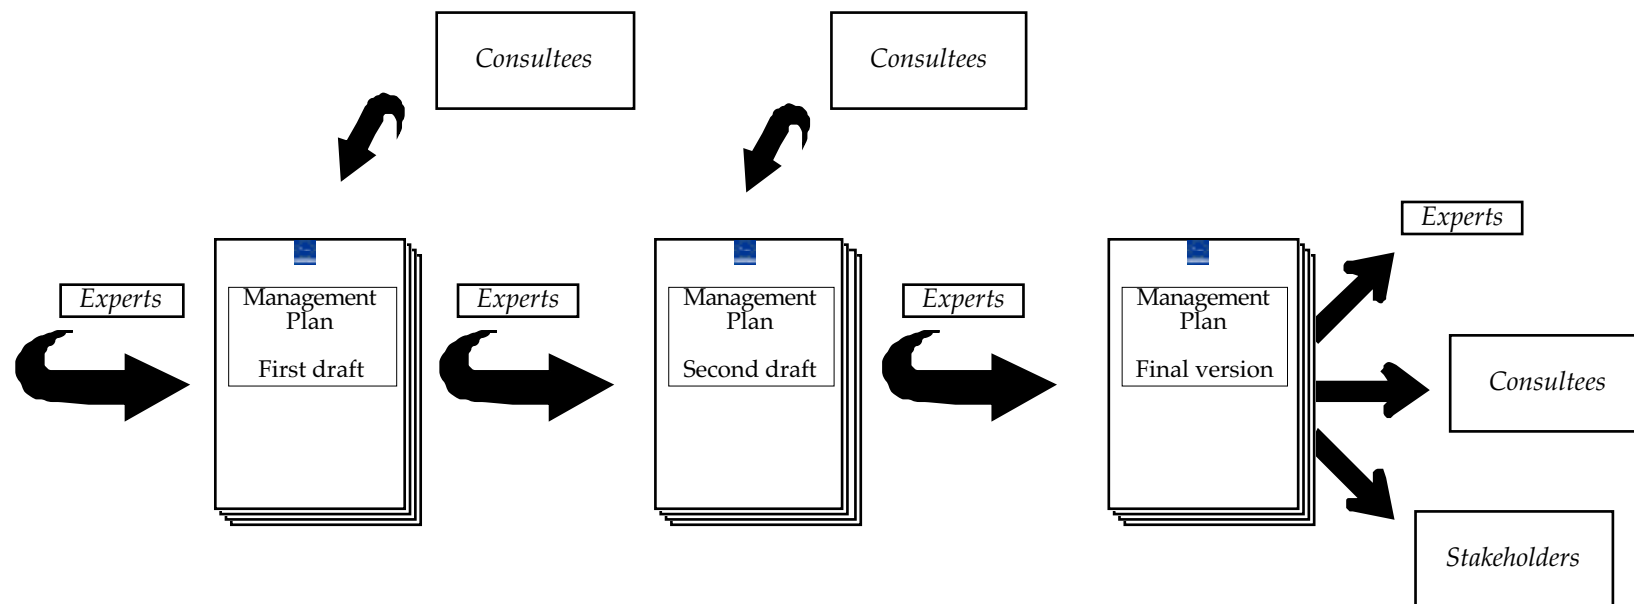 Consultees
Consultees
Experts
Experts
Management
Plan
First draft
Experts
Management
Plan
Second draft
Experts
Management
Plan
Final version
Consultees
Stakeholders